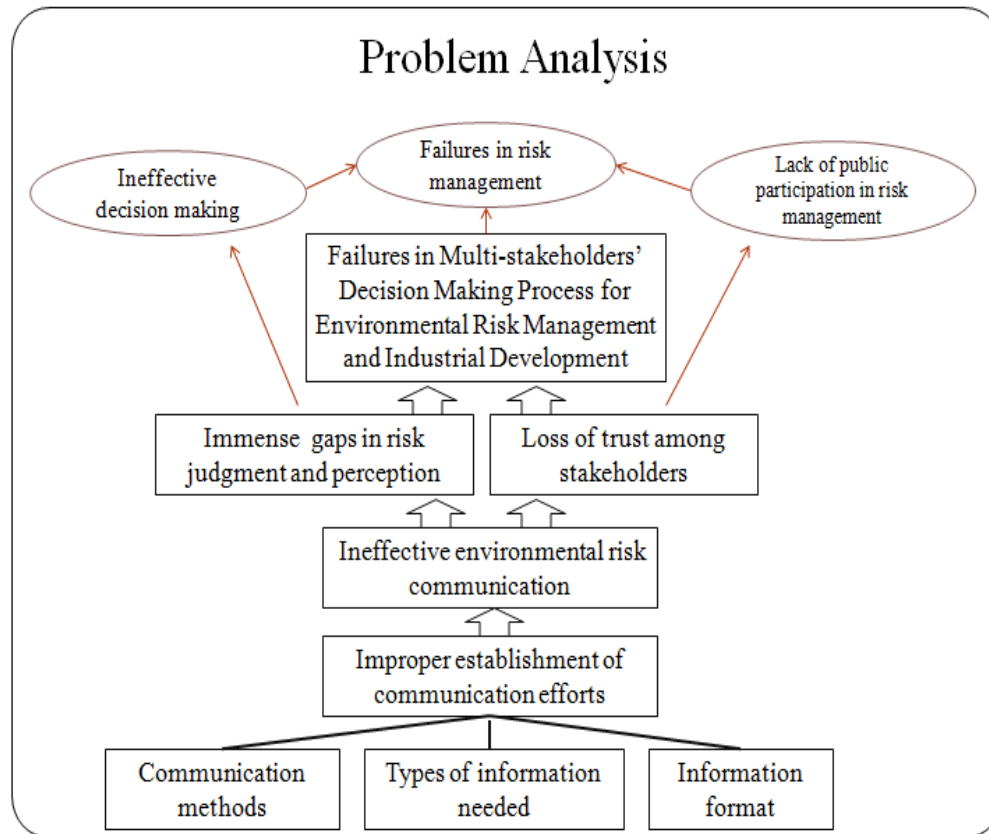 Problem Analysis
Failures in risk
management
Ineffective
decision making
Lack of public
participation in risk
management
Failures in Multi-stakeholders’
Decision Making Process for
Environmental Risk Management
and Industrial Development
Immense gaps in risk
judgment and perception
Loss of trust among
stakeholders
Ineffective environmental risk
communication
Improper establishment of
communication efforts
Communication
methods
Types of information
needed
Information
format